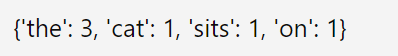 {'the': 3, 'cat': 1, 'sits': 1, 'on': 1}